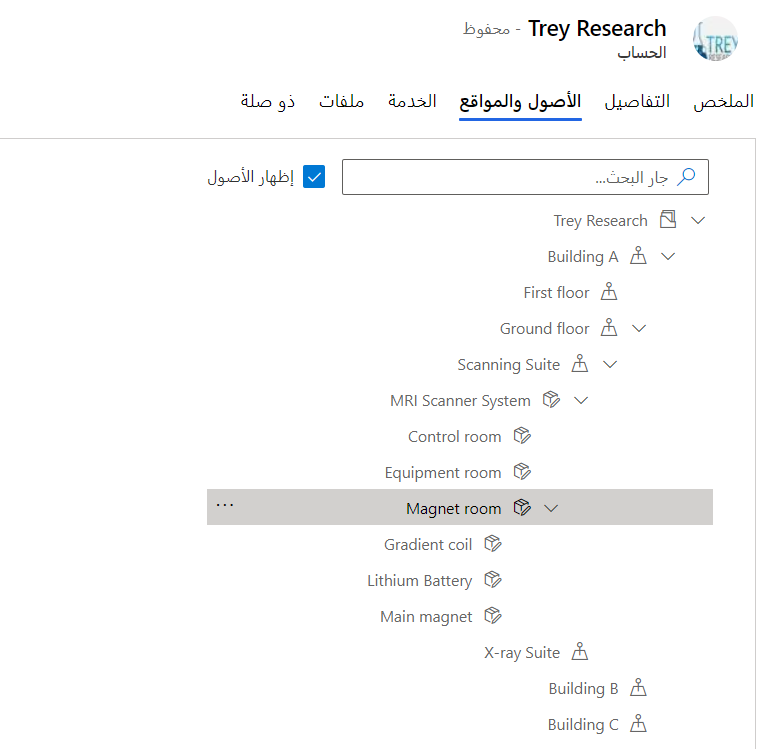 Trey Research - محفوظ
الحساب
TREY
RESEARCH
الملخص التفاصيل الأصول والمواقع الخدمة ملفات ذو صلة
جار البحث... إظهار الأصول
Trey Research
Building A
First floor
Ground floor
Scanning Suite
MRI Scanner System
Control room
Equipment room
Magnet room ...
Gradient coil
Lithium Battery
Main magnet
X-ray Suite
Building B
Building C